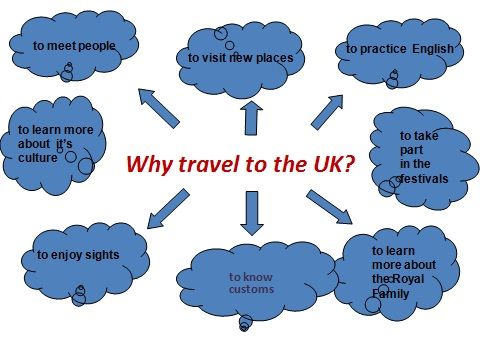 to meet people
to visit new places
to practice English
to learn more
about it's
culture
Why travel to the UK?
to take
part
in the
festivals
to enjoy sights
to know
customs
to learn
more about
the Royal
Family